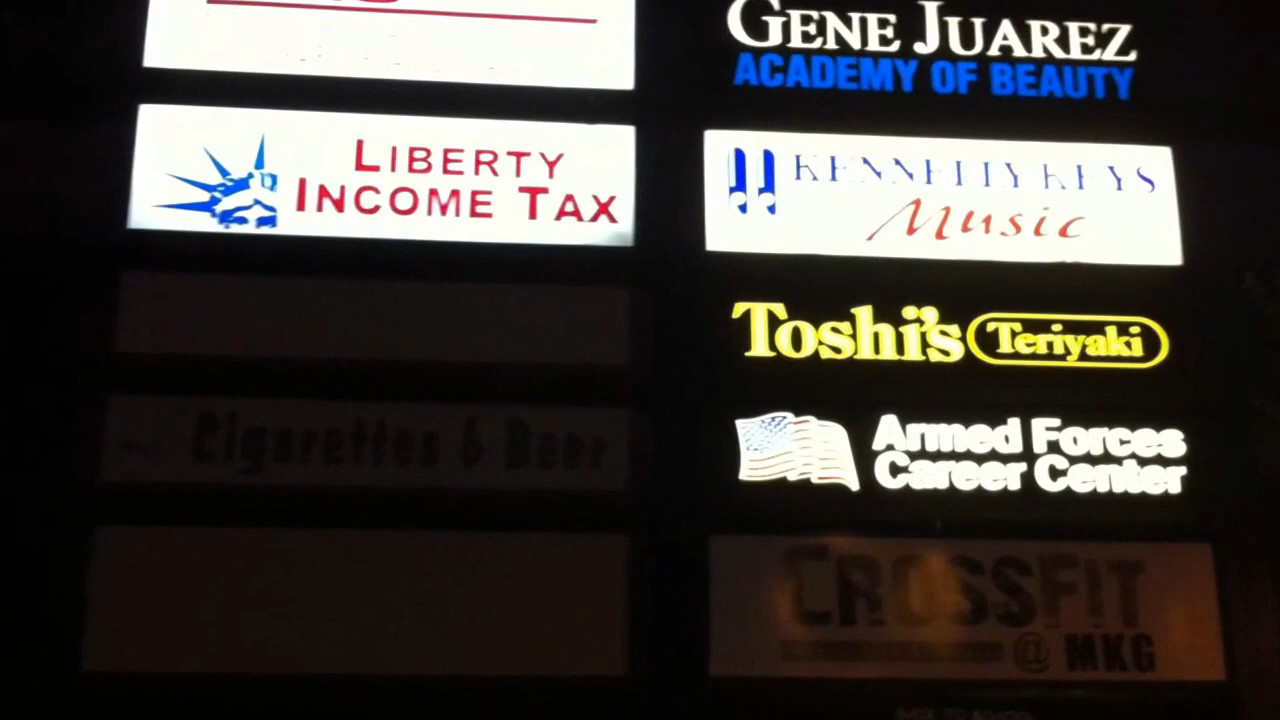 LIBERTY
INCOME TAX
Cigarettes & Beer
GENE JUAREZ
ACADEMY OF BEAUTY
KENNELLY KEYS
Music
Toshi's Teriyaki
Armed Forces
Career Center
CROSSFIT
@ MKG